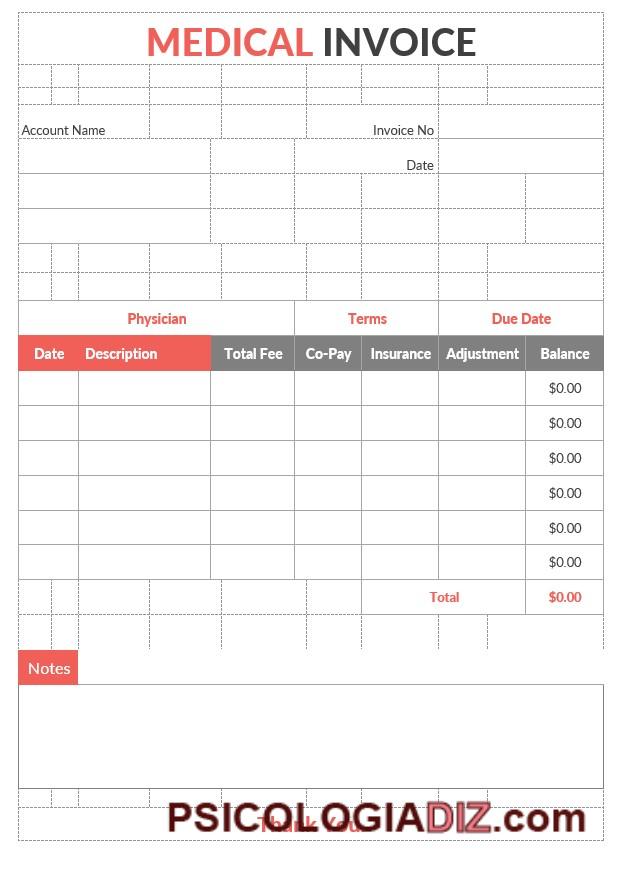 MEDICAL INVOICE
Account Name Invoice No
Date
Physician Terms Due Date
Date Description Total Fee Co-Pay Insurance Adjustment Balance
$0.00
$0.00
$0.00
$0.00
$0.00
$0.00
Total $0.00
Notes
Thank You
PSICOLOGIADIZ.com